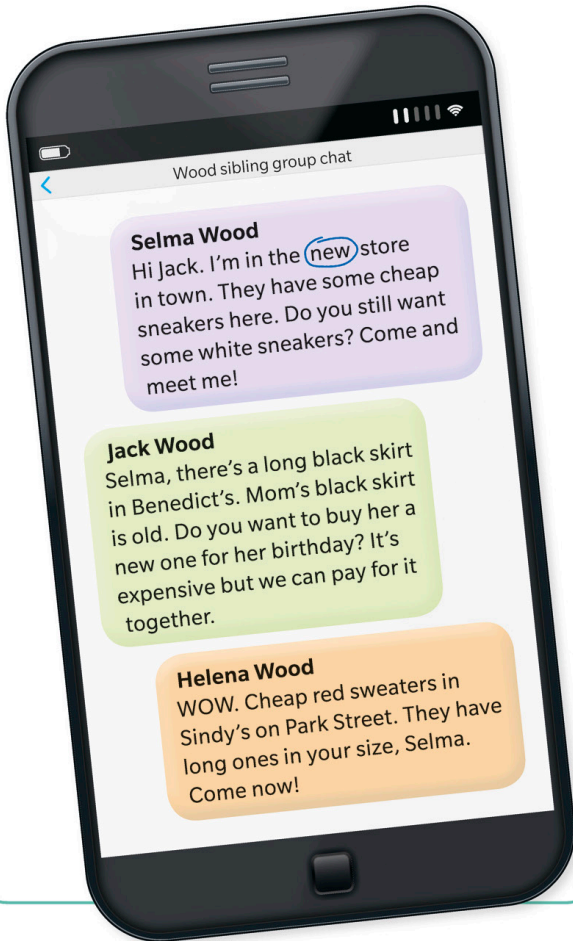 Wood sibling group chat
Selma Wood
Hi Jack. I'm in the new store
in town. They have some cheap
sneakers here. Do you still want
some white sneakers? Come and
meet me!
Jack Wood
Selma, there's a long black skirt
in Benedict's. Mom's black skirt
is old. Do you want to buy her a
new one for her birthday? It's
expensive but we can pay for it
together.
Helena Wood
WOW. Cheap red sweaters in
Sindy's on Park Street. They have
long ones in your size, Selma.
Come now!